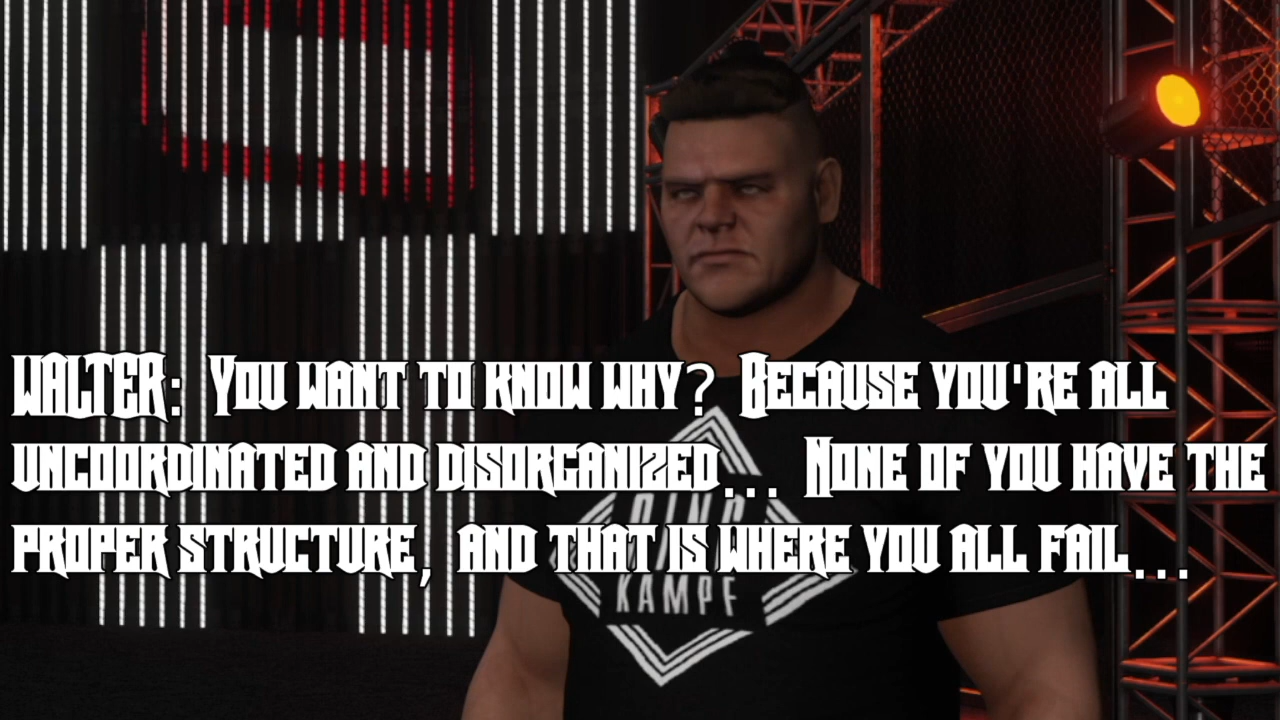 WALTER: You want to know why? Because you're all
uncoordinated and disorganized... None of you have the
proper structure, and that is where you all fail...
RING
KAMPF